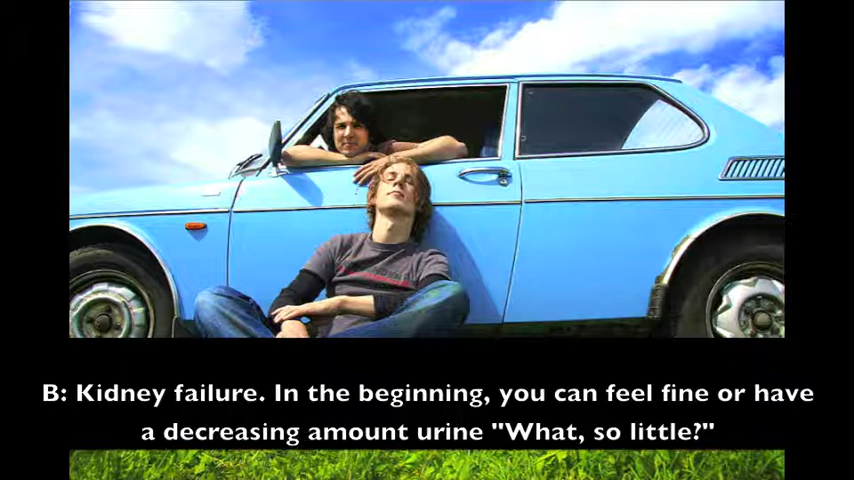 B: Kidney failure. In the beginning, you can feel fine or have
a decreasing amount urine "What, so little?"